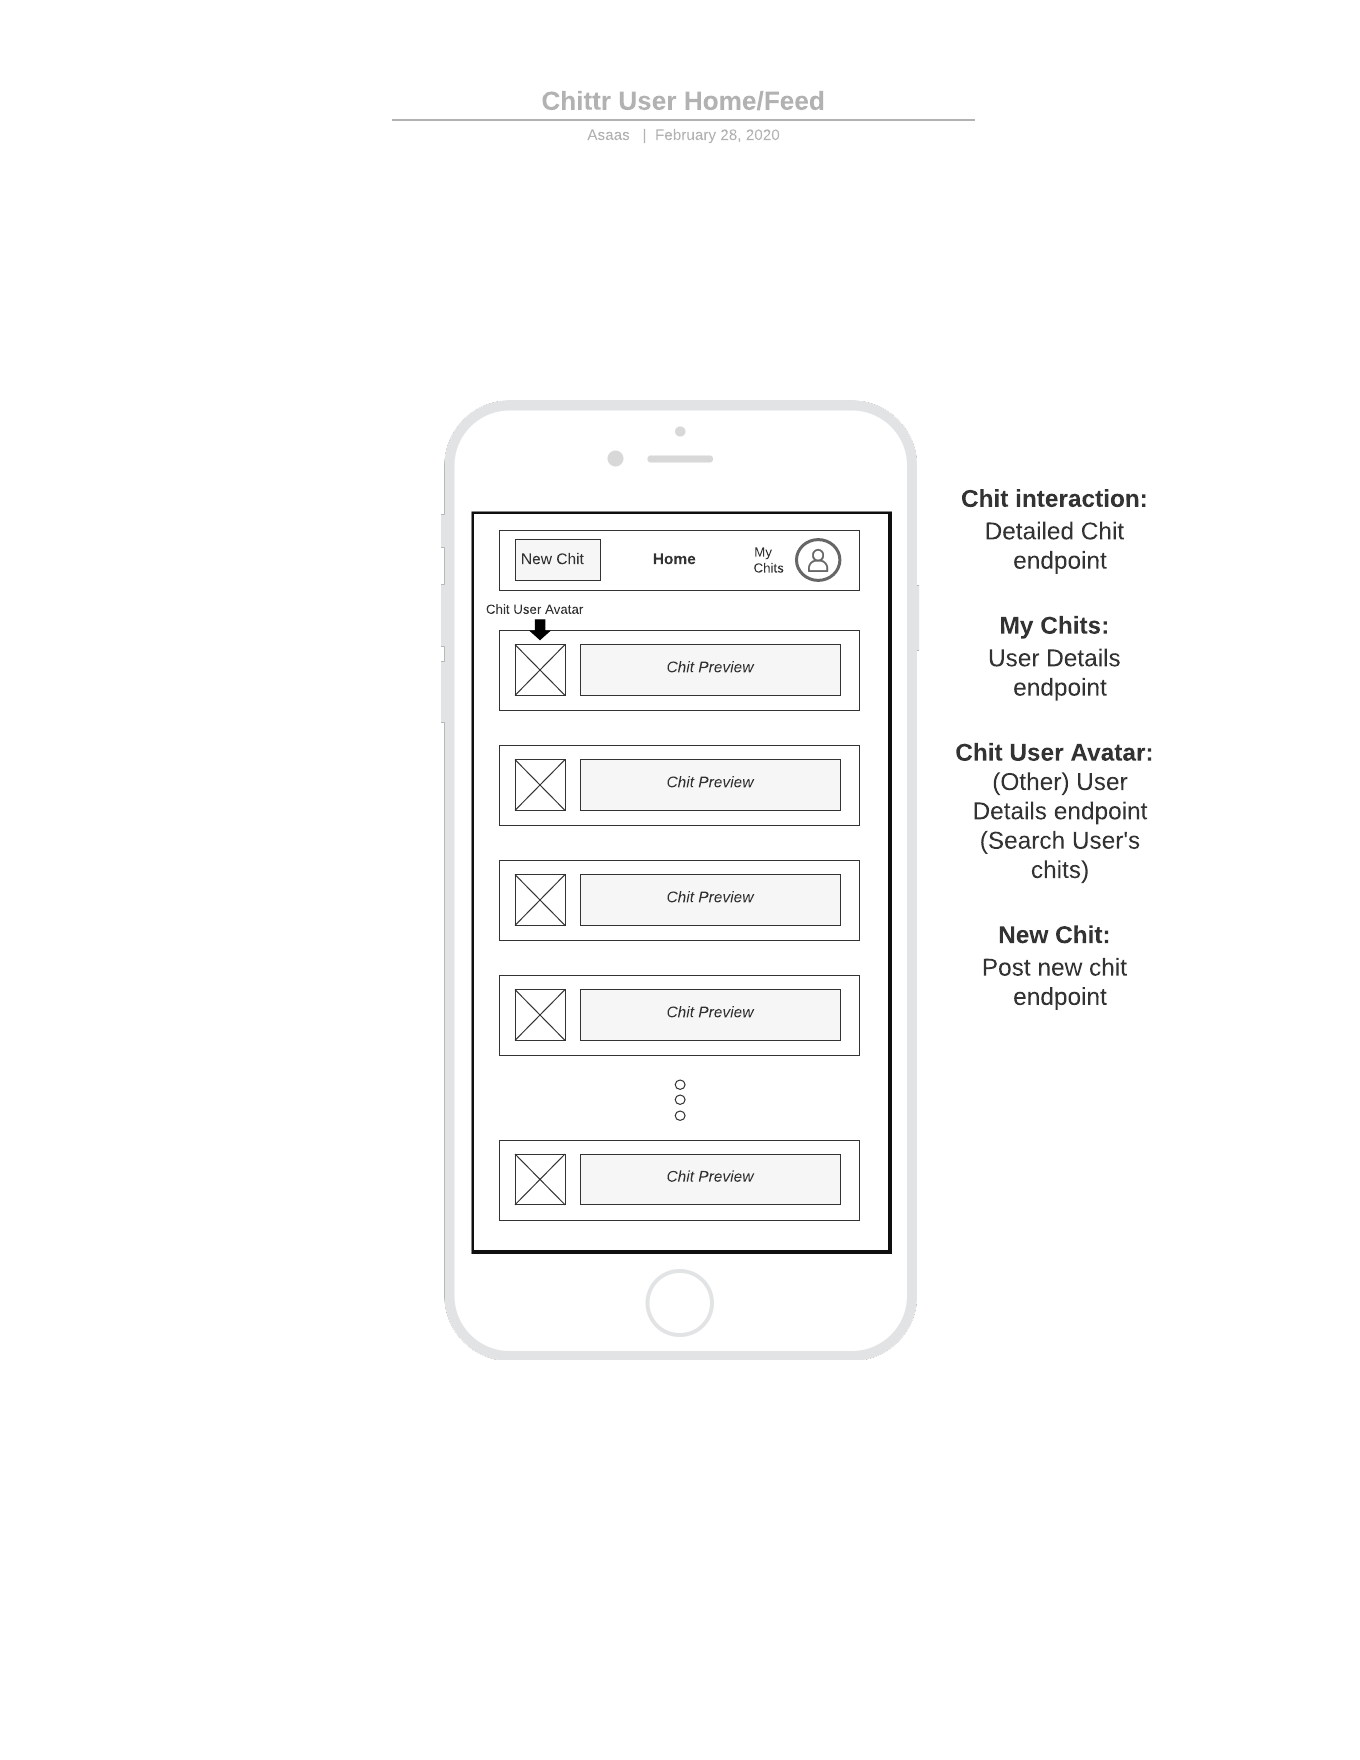 Chittr User Home/Feed
Asaas | February 28, 2020
New Chit
Home
My
Chits
Chit User Avatar
Chit Preview
Chit Preview
Chit Preview
Chit Preview
Chit Preview
Chit interaction:
Detailed Chit
endpoint
My Chits:
User Details
endpoint
Chit User Avatar:
(Other) User
Details endpoint
(Search User's
chits)
New Chit:
Post new chit
endpoint